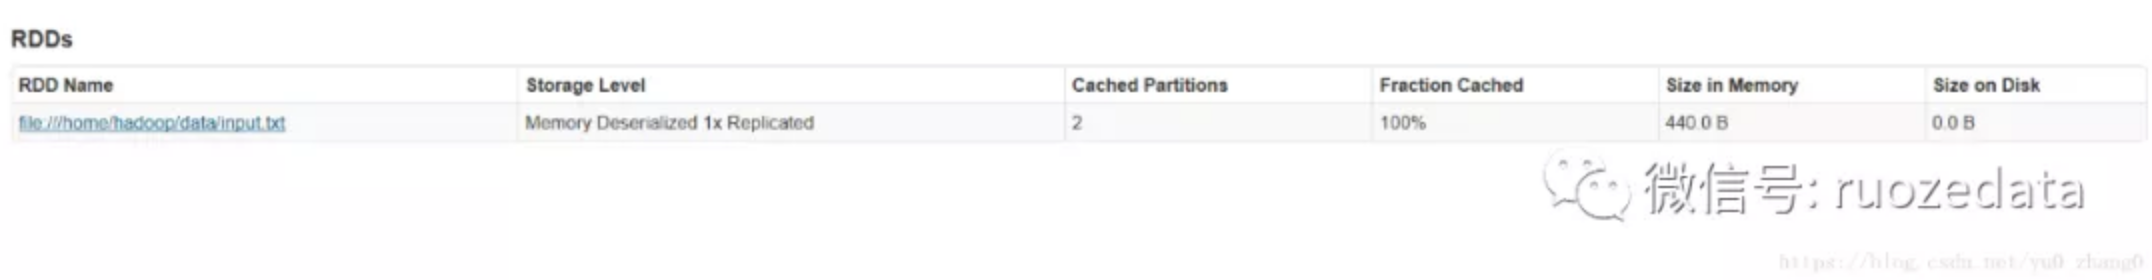 RDDs
RDD Name Storage Level Cached Partitions Fraction Cached Size in Memory Size on Disk
file:///home/hadoop/data/input.txt Memory Deserialized 1x Replicated 2 100% 440.0 B 0.0 B
微信号: ruozedata
https://blog.csdn.net/yu0_zhang0